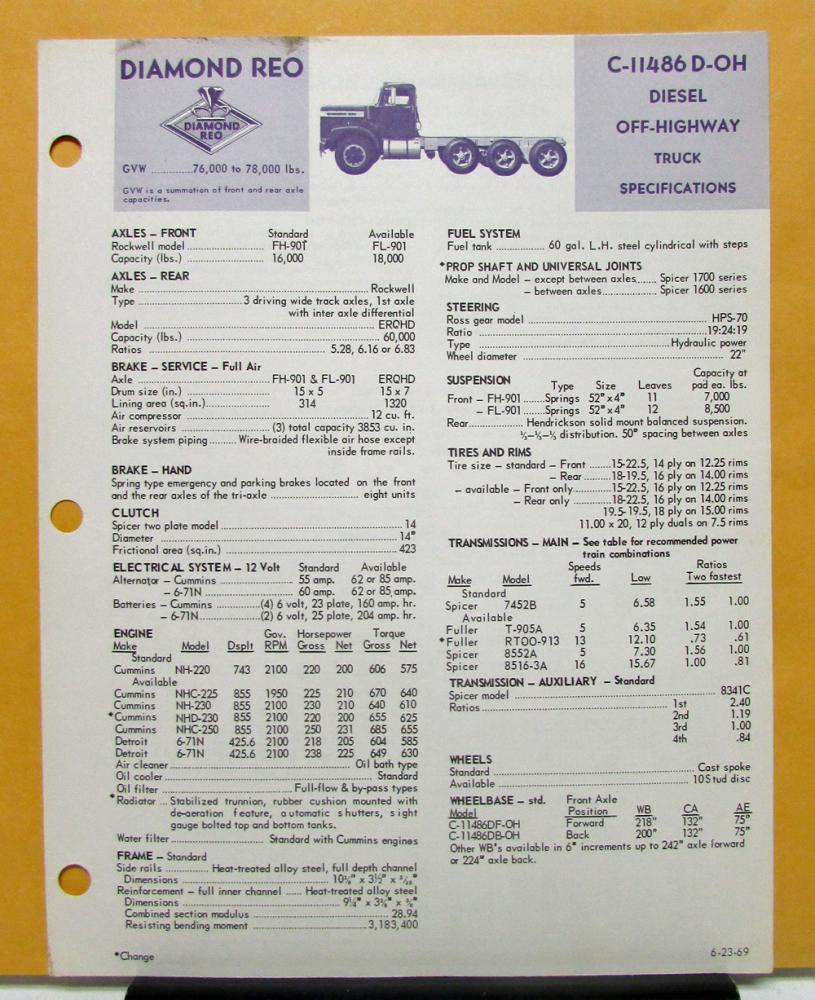 DIAMOND REO
DIAMOND
REO
GVW ..............76,000 to 78,000 lbs.
GVW is a summation of front and rear axle
capacities.
C-11486 D-OH
DIESEL
OFF-HIGHWAY
TRUCK
SPECIFICATIONS
AXLES – FRONT Standard Available
Rockwell model ........ FH-901 FL-901
Capacity (lbs.) ........ 16,000 18,000
AXLES – REAR
Make ........ Rockwell
Type ........ 3 driving wide track axles, 1st axle
with inter axle differential
Model ........ ERQHD
Capacity (lbs.) ........ 60,000
Ratios ........ 5.28, 6.16 or 6.83
BRAKE – SERVICE – Full Air
Axle ........ FH-901 & FL-901 ERQHD
Drum size (in.) ........ 15 x 5 15 x 7
Lining area (sq.in.) ........ 314 1320
Air compressor ........ 12 cu. ft.
Air reservoirs ........ (3) total capacity 3853 cu. in.
Brake system piping ........ Wire-braided flexible air hose except
inside frame rails.
BRAKE – HAND
Spring type emergency and parking brakes located on the front
and the rear axles of the tri-axle ........ eight units
CLUTCH
Spicer two plate model ........ 14
Diameter ........ 14"
Frictional area (sq.in.) ........ 423
ELECTRICAL SYSTEM – 12 Volt Standard Available
Alternator – Cummins ........ 55 amp. 62 or 85 amp.
– 6-71N ........ 60 amp. 62 or 85 amp.
Batteries – Cummins ........ (4) 6 volt, 23 plate, 160 amp. hr.
– 6-71N ........ (2) 6 volt, 25 plate, 204 amp. hr.
ENGINE Gov. Horsepower Torque
Make Model Dsplt RPM Gross Net Gross Net
Standard
Cummins NH-220 743 2100 220 200 606 575
Available
Cummins NHC-225 855 1950 225 210 670 640
Cummins NH-230 855 2100 230 210 640 610
*Cummins NHD-230 855 2100 220 200 655 625
Cummins NHC-250 855 2100 250 231 685 655
Detroit 6-71N 425.6 2100 218 205 604 585
Detroit 6-71N 425.6 2100 238 225 649 630
Air cleaner ........ Oil bath type
Oil cooler ........ Standard
Oil filter ........ Full-flow & by-pass types
*Radiator ... Stabilized trunnion, rubber cushion mounted with
de-aeration feature, automatic shutters, sight
gauge bolted top and bottom tanks.
Water filter ........ Standard with Cummins engines
FRAME – Standard
Side rails ........ Heat-treated alloy steel, full depth channel
Dimensions ........ x 3½" x
Reinforcement – full inner channel ...... Heat-treated alloy steel
Dimensions ........ 9¼" x x
Combined section modulus ........ 28.94
Resisting bending moment ........ 3,183,400
*Change
FUEL SYSTEM
Fuel tank ........ 60 gal. L.H. steel cylindrical with steps
*PROP SHAFT AND UNIVERSAL JOINTS
Make and Model – except between axles ........ Spicer 1700 series
– between axles ........ Spicer 1600 series
STEERING
Ross gear model ........ HPS-70
Ratio ........ 19:24:19
Type ........ Hydraulic power
Wheel diameter ........ 22"
Capacity at
SUSPENSION Type Size Leaves pad ea. lbs.
Front – FH-901 ........ Springs 52" x 4" 11 7,000
– FL-901 ........ Springs 52" x 4" 12 8,500
Rear ........ Hendrickson solid mount balanced suspension.
⅓-⅓-⅓ distribution. 50" spacing between axles
TIRES AND RIMS
Tire size – standard – Front ........ 15-22.5, 14 ply on 12.25 rims
– Rear ........ 18-19.5, 16 ply on 14.00 rims
– available – Front only ........ 15-22.5, 16 ply on 12.25 rims
– Rear only ........ 18-22.5, 16 ply on 14.00 rims
19.5-19.5, 18 ply on 15.00 rims
11.00 x 20, 12 ply duals on 7.5 rims
TRANSMISSIONS – MAIN – See table for recommended power
train combinations
Speeds Ratios
Make Model fwd. Low Two fastest
Standard
Spicer 7452B 5 6.58 1.55 1.00
Available
Fuller T-905A 5 6.35 1.54 1.00
*Fuller RTOO-913 13 12.10 .73 .61
Spicer 8552A 5 7.30 1.56 1.00
Spicer 8516-3A 16 15.67 1.00 .81
TRANSMISSION – AUXILIARY – Standard
Spicer model ........ 8341C
Ratios ........ 1st 2.40
2nd 1.19
3rd 1.00
4th .84
WHEELS
Standard ........ Cast spoke
Available ........ 10 Stud disc
WHEELBASE – std. Front Axle
Model Position WB CA AE
C-11486DF-OH Forward 218" 132" 75"
C-11486DB-OH Back 200" 132" 75"
Other WB's available in 6" increments up to 242" axle forward
or 224" axle back.
6-23-69